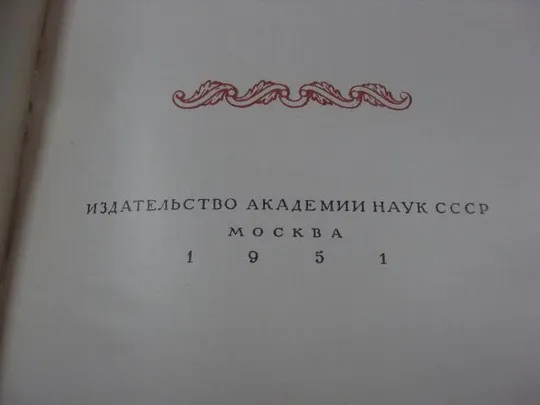 ИЗДАТЕЛЬСТВО АКАДЕМИИ НАУК СССР
МОСКВА
1951